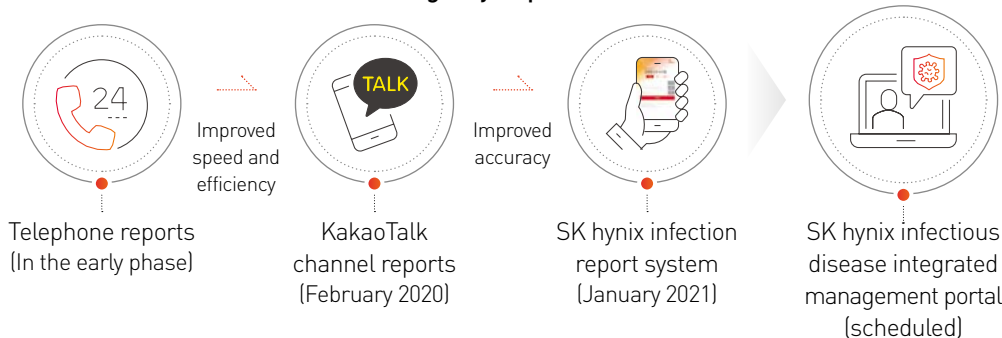 24
Telephone reports
(In the early phase)
Improved
speed and
efficiency
TALK
KakaoTalk
channel reports
(February 2020)
Improved
accuracy
SK hynix infection
report system
(January 2021)
SK hynix infectious
disease integrated
management portal
(scheduled)